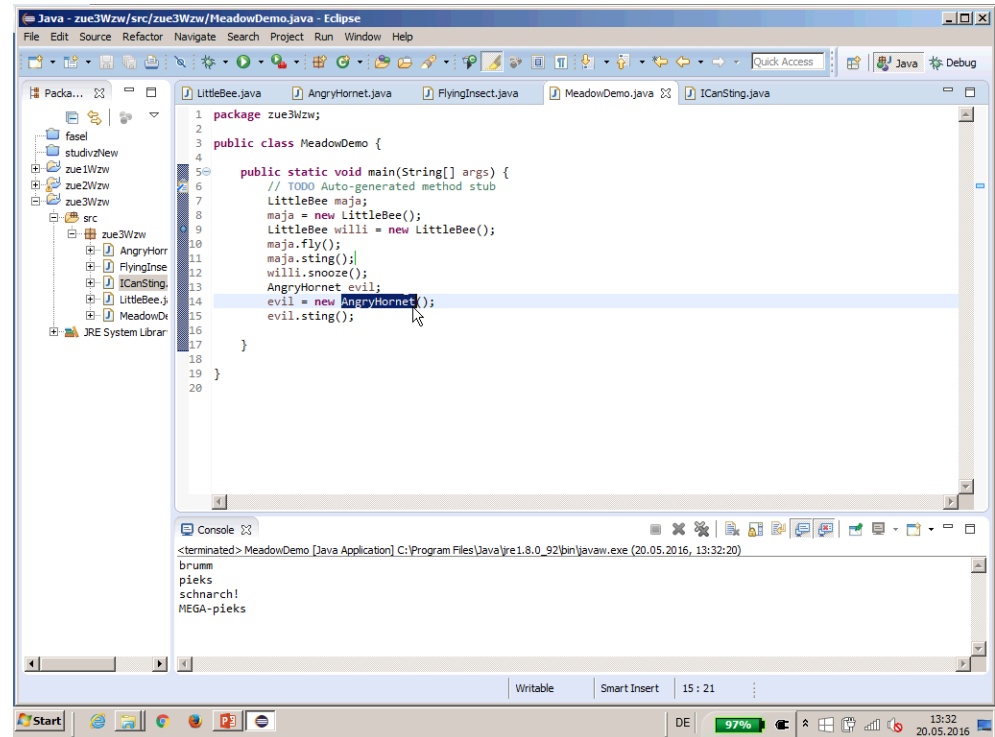 Java - zue3Wzw/src/zue3Wzw/MeadowDemo.java - Eclipse
File Edit Source Refactor Navigate Search Project Run Window Help
Quick Access Java Debug
Packa...
fasel
studivzNew
zue1Wzw
zue2Wzw
zue3Wzw
src
zue3Wzw
AngryHorr
FlyingInse
ICanSting.
LittleBee.j
MeadowDe
JRE System Librar
LittleBee.java AngryHornet.java FlyingInsect.java MeadowDemo.java ICanSting.java
1 package zue3Wzw;
2
3 public class MeadowDemo {
4
5 public static void main(String[] args) {
6 // TODO Auto-generated method stub
7 LittleBee maja;
8 maja = new LittleBee();
9 LittleBee willi = new LittleBee();
10 maja.fly();
11 maja.sting();
12 willi.snooze();
13 AngryHornet evil;
14 evil = new AngryHornet();
15 evil.sting();
16
17 }
18
19 }
20
Console
<terminated> MeadowDemo [Java Application] C:\Program Files\Java\jre1.8.0_92\bin\javaw.exe (20.05.2016, 13:32:20)
brumm
pieks
schnarch!
MEGA-pieks
Writable Smart Insert 15 : 21
Start DE 97% 13:32
20.05.2016